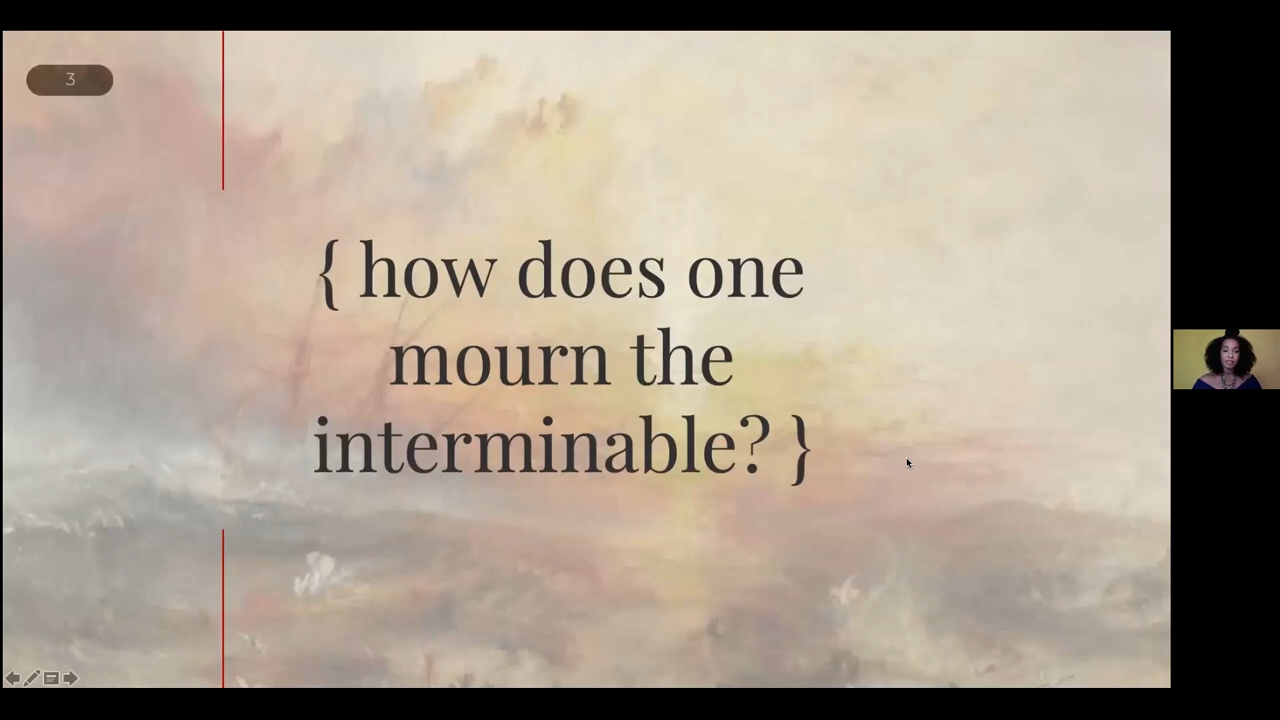 3
{ how does one
mourn the
interminable? }